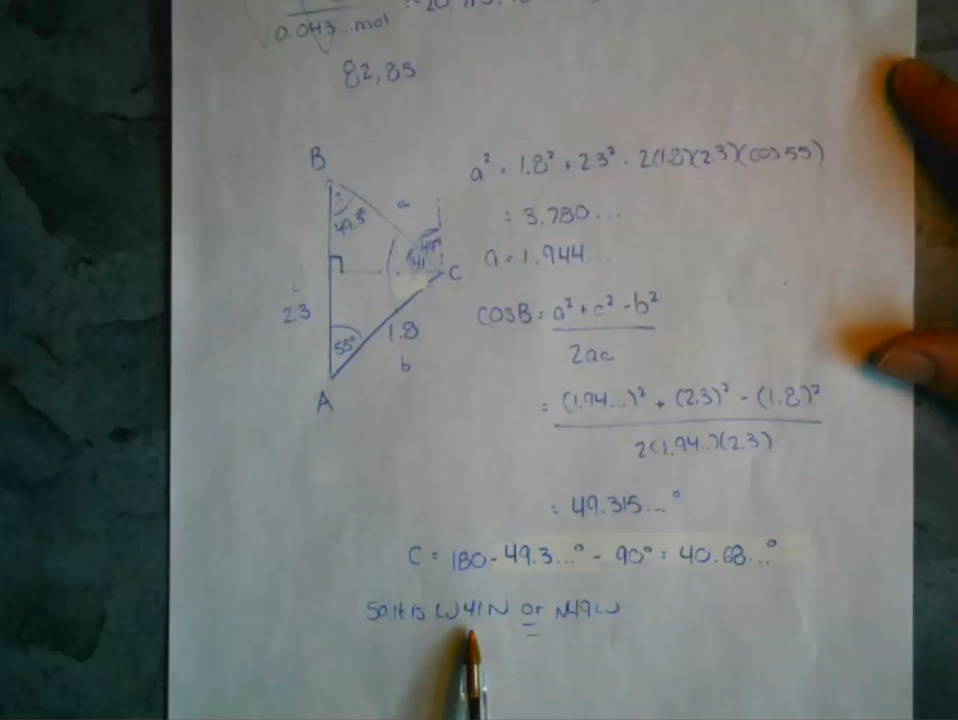 0.043...mol
82,85
B
49.3°
a
49°
41
C
2.3
55°
1.8
b
A
a² = 1.8² + 2.3² - 2(1.8)(2.3)(cos 55)
= 3.780...
a = 1.944...
cosB = a² + c² - b²
2ac
= (1.94...)² + (2.3)² - (1.8)²
2(1.94..)(2.3)
= 49.315...°
C = 180 - 49.3...° - 90° = 40.68...°
So it is W41N or N49W